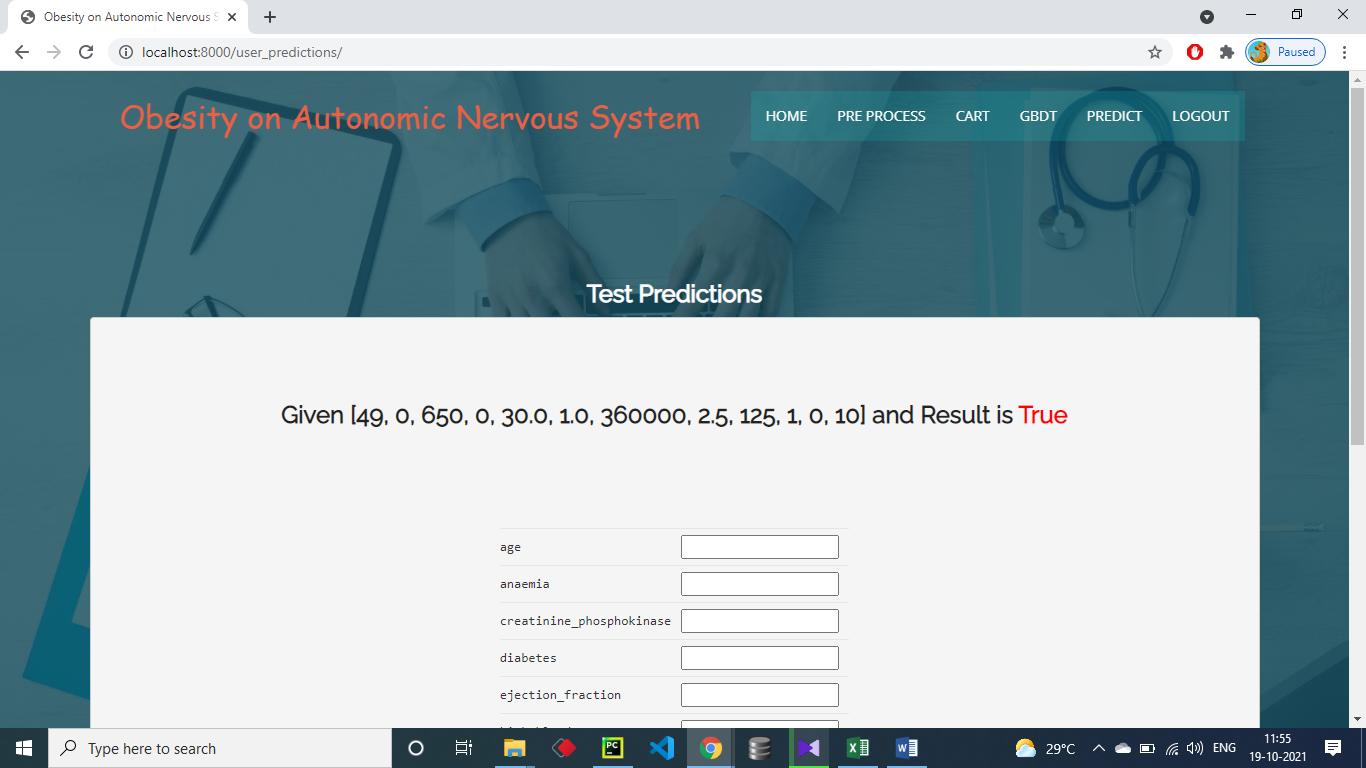 Obesity on Autonomic Nervous S
localhost:8000/user_predictions/
Paused
Obesity on Autonomic Nervous System
HOME PRE PROCESS CART GBDT PREDICT LOGOUT
Test Predictions
Given [49, 0, 650, 0, 30.0, 1.0, 360000, 2.5, 125, 1, 0, 10] and Result is True
age
anaemia
creatinine_phosphokinase
diabetes
ejection_fraction
Type here to search
PC
29°C
ENG
11:55
19-10-2021